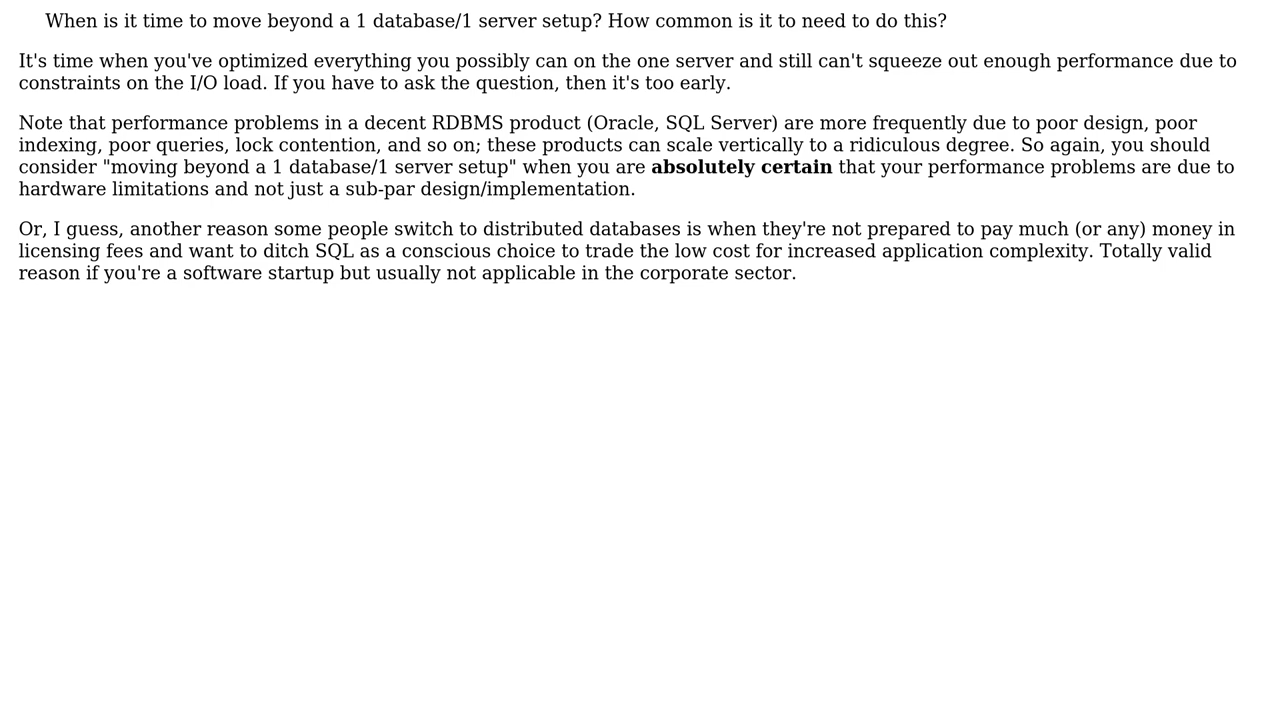 When is it time to move beyond a 1 database/1 server setup? How common is it to need to do this?
It's time when you've optimized everything you possibly can on the one server and still can't squeeze out enough performance due to
constraints on the I/O load. If you have to ask the question, then it's too early.
Note that performance problems in a decent RDBMS product (Oracle, SQL Server) are more frequently due to poor design, poor
indexing, poor queries, lock contention, and so on; these products can scale vertically to a ridiculous degree. So again, you should
consider "moving beyond a 1 database/1 server setup" when you are absolutely certain that your performance problems are due to
hardware limitations and not just a sub-par design/implementation.
Or, I guess, another reason some people switch to distributed databases is when they're not prepared to pay much (or any) money in
licensing fees and want to ditch SQL as a conscious choice to trade the low cost for increased application complexity. Totally valid
reason if you're a software startup but usually not applicable in the corporate sector.